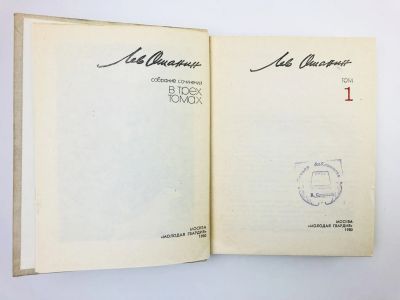 Лев Ошанин
собрание сочинений
в трех
томах
МОСКВА
«МОЛОДАЯ ГВАРДИЯ»
1980
Лев Ошанин
том
1
МОСКВА
«МОЛОДАЯ ГВАРДИЯ»
1980